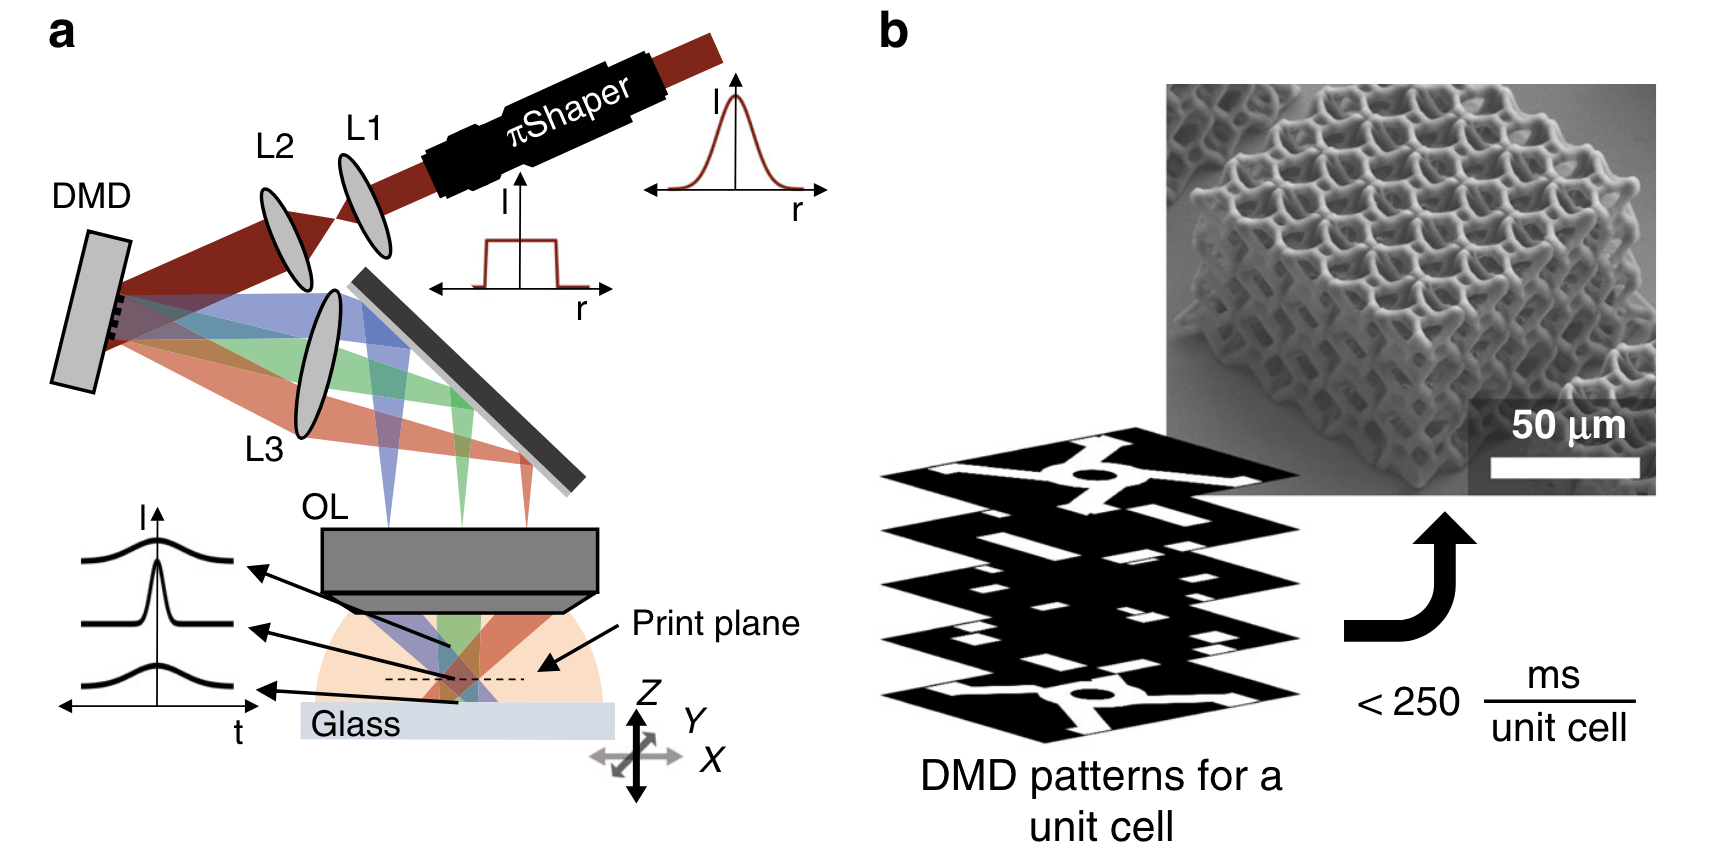 a
b
πShaper
I
r
L1
L2
DMD
I
r
L3
OL
I
t
Print plane
Glass
Z
Y
X
50 μm
< 250 ms
unit cell
DMD patterns for a
unit cell